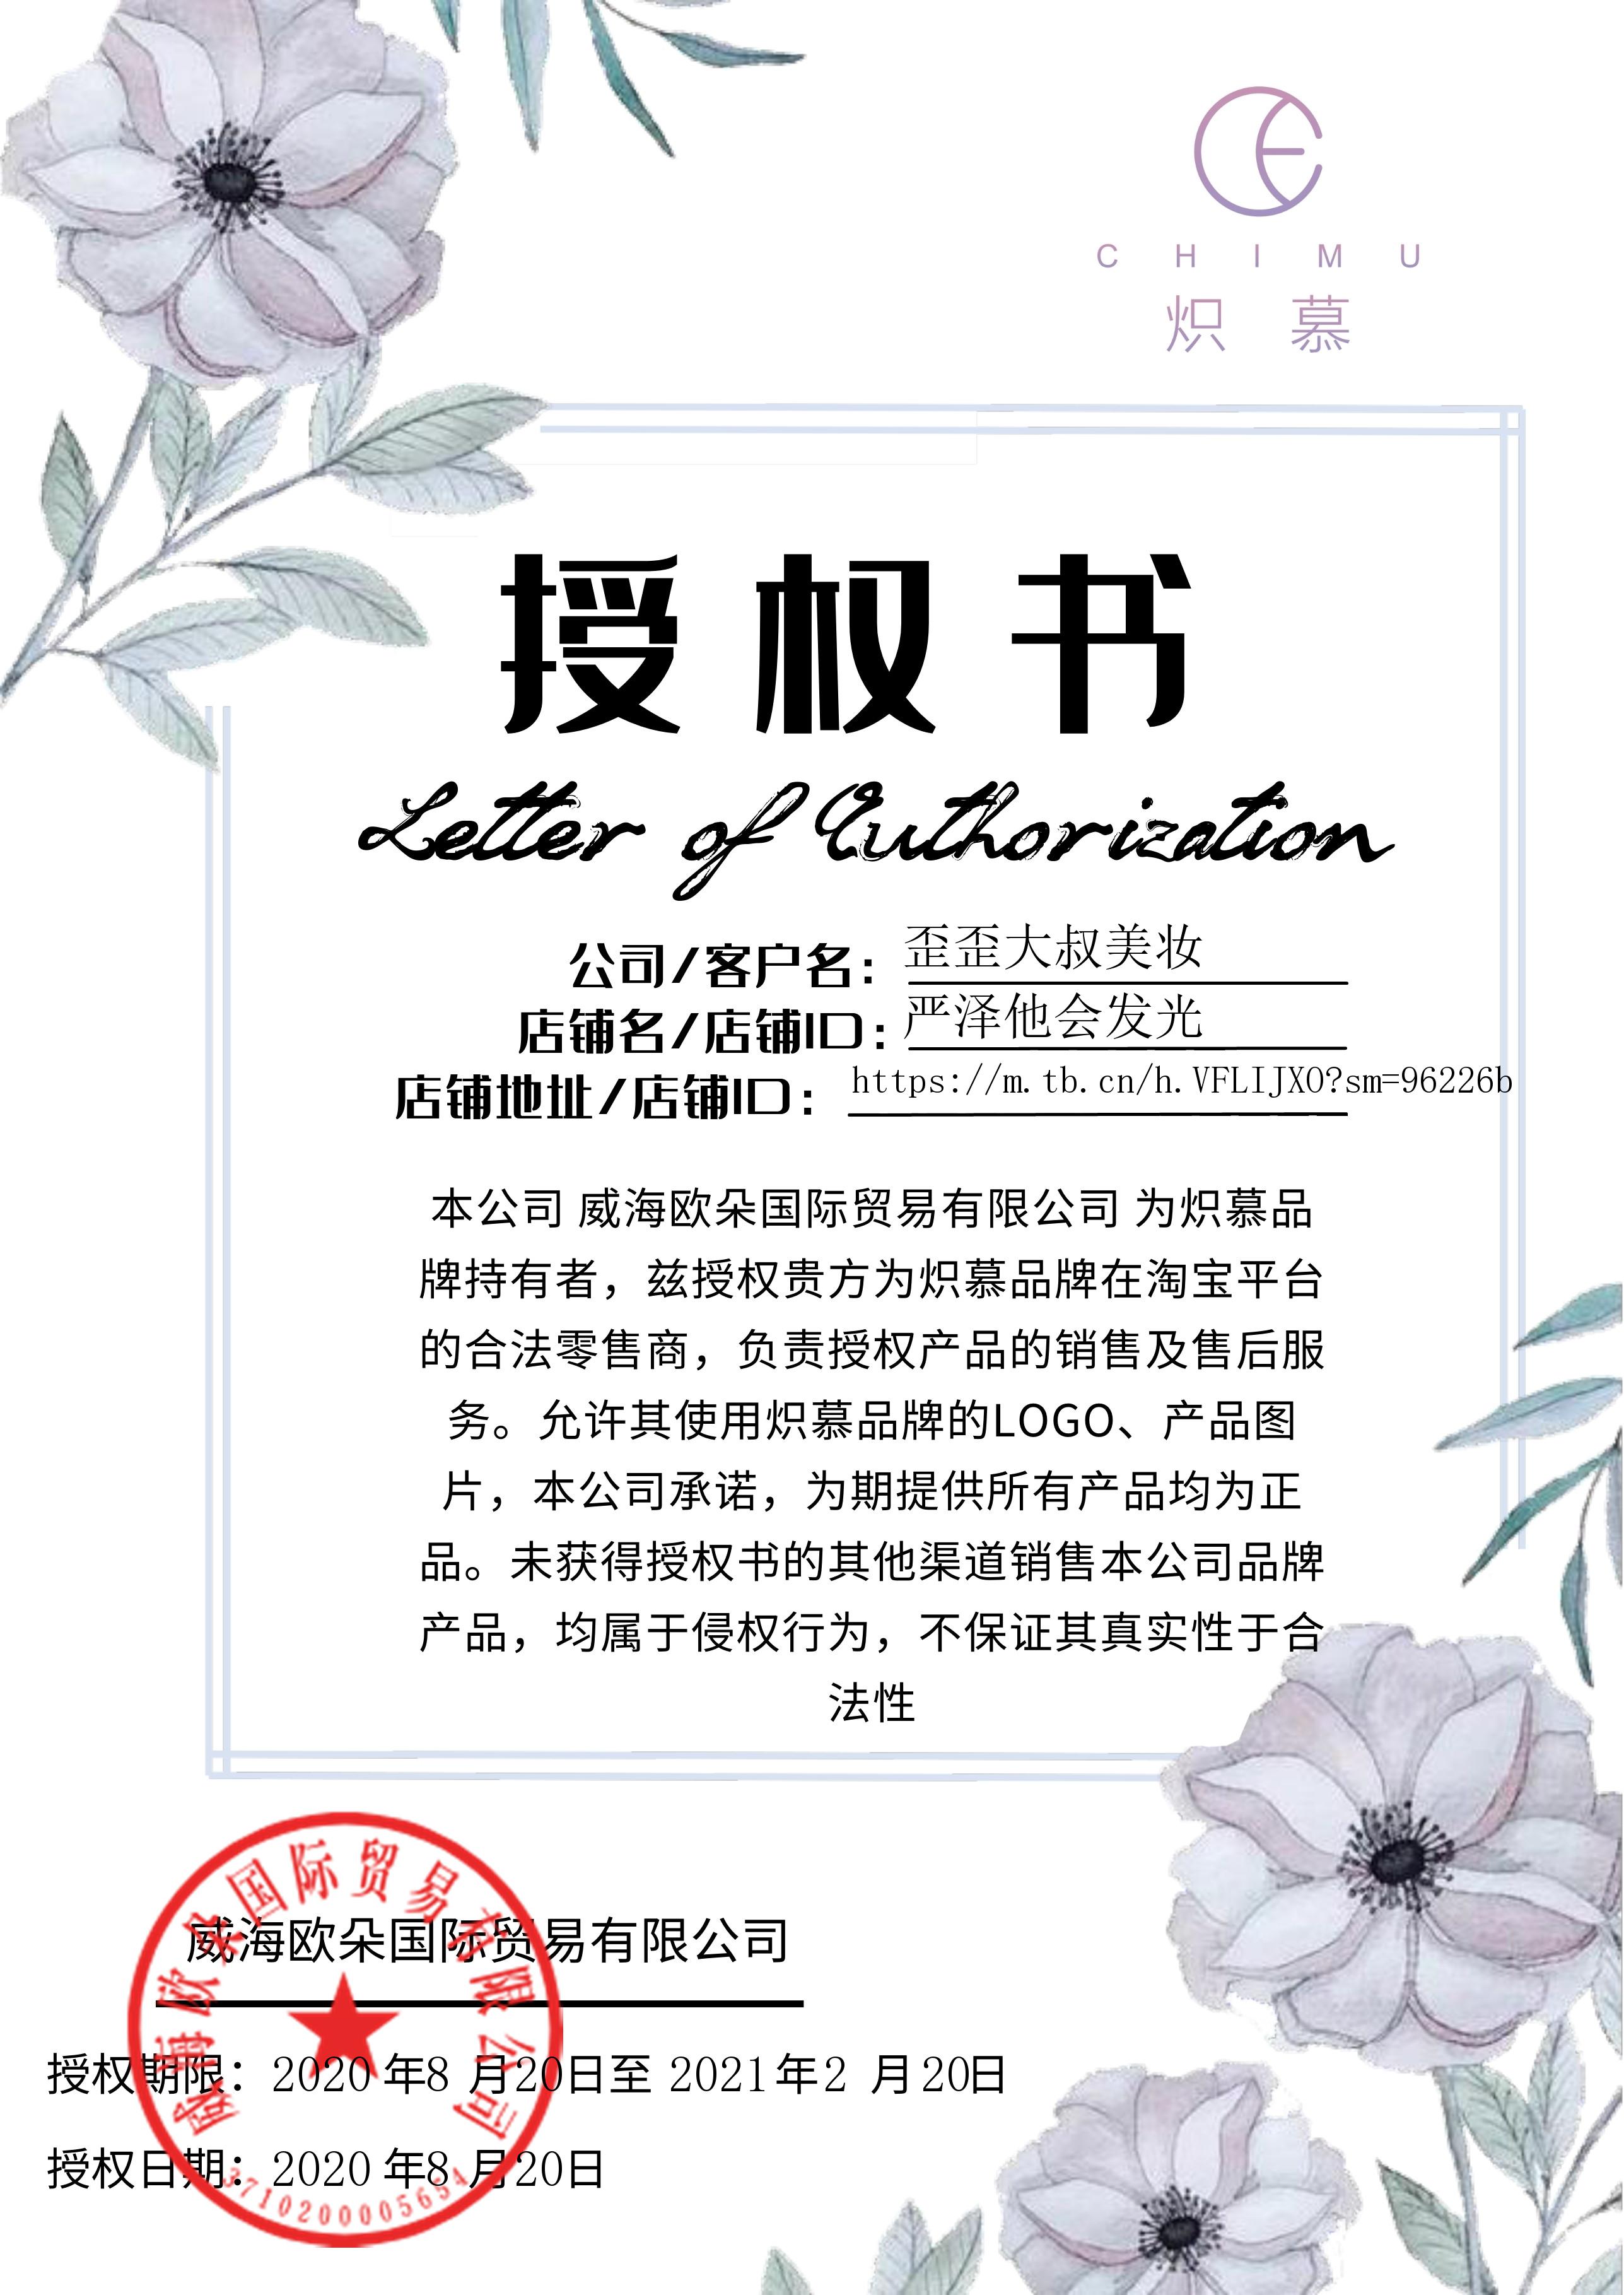 CHIMU
炽慕
授权书
Letter of Authorization
公司/客户名：歪歪大叔美妆
店铺名/店铺ID：严泽他会发光
店铺地址/店铺ID：https://m.tb.cn/h.VFLIJXO?sm=96226b
本公司 威海欧朵国际贸易有限公司 为炽慕品
牌持有者，兹授权贵方为炽慕品牌在淘宝平台
的合法零售商，负责授权产品的销售及售后服
务。允许其使用炽慕品牌的LOGO、产品图
片，本公司承诺，为期提供所有产品均为正
品。未获得授权书的其他渠道销售本公司品牌
产品，均属于侵权行为，不保证其真实性于合
法性
威海欧朵国际贸易有限公司
威海欧朵国际贸易有限公司
授权期限：2020年8月20日至2021年2月20日
授权日期：2020年8月20日
3710200005654